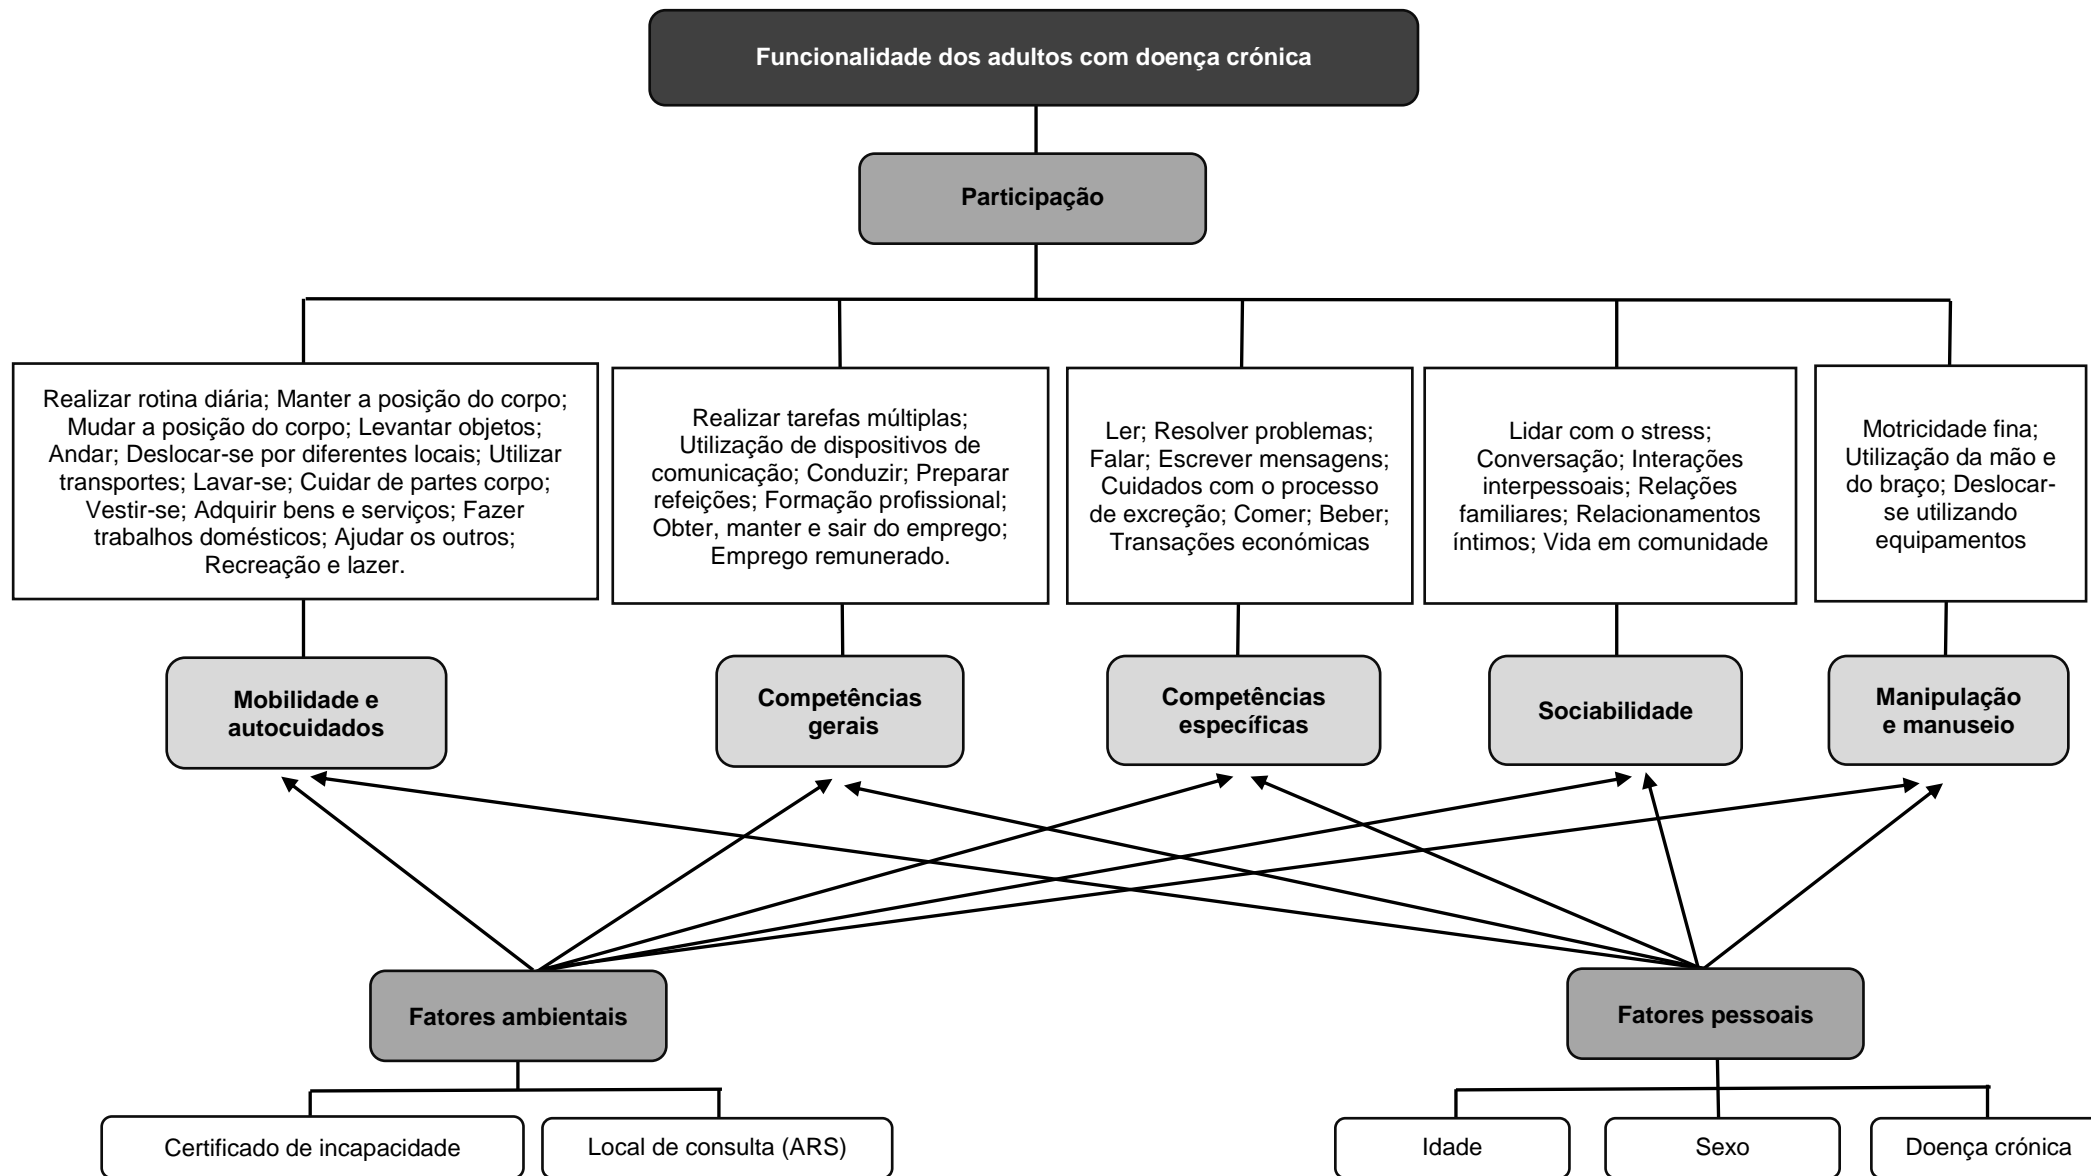 Funcionalidade dos adultos com doença crónica
Participação
Realizar rotina diária; Manter a posição do corpo;
Mudar a posição do corpo; Levantar objetos;
Andar; Deslocar-se por diferentes locais; Utilizar
transportes; Lavar-se; Cuidar de partes corpo;
Vestir-se; Adquirir bens e serviços; Fazer
trabalhos domésticos; Ajudar os outros;
Recreação e lazer.
Realizar tarefas múltiplas;
Utilização de dispositivos de
comunicação; Conduzir; Preparar
refeições; Formação profissional;
Obter, manter e sair do emprego;
Emprego remunerado.
Ler; Resolver problemas;
Falar; Escrever mensagens;
Cuidados com o processo
de excreção; Comer; Beber;
Transações económicas
Lidar com o stress;
Conversação; Interações
interpessoais; Relações
familiares; Relacionamentos
íntimos; Vida em comunidade
Motricidade fina;
Utilização da mão e
do braço; Deslocar-
se utilizando
equipamentos
Mobilidade e
autocuidados
Competências
gerais
Competências
específicas
Sociabilidade
Manipulação
e manuseio
Fatores ambientais
Fatores pessoais
Certificado de incapacidade
Local de consulta (ARS)
Idade
Sexo
Doença crónica